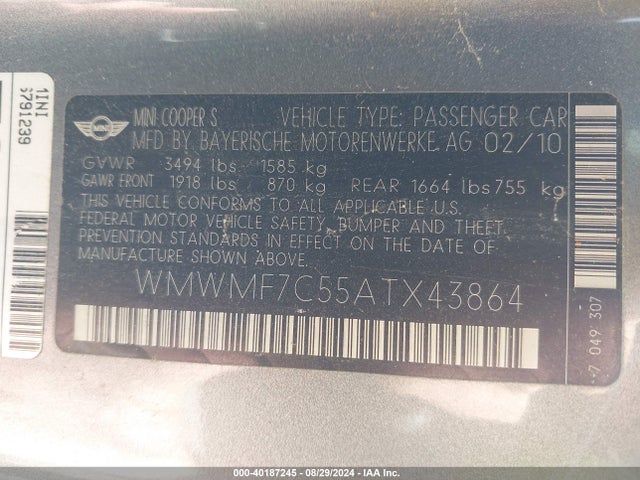 MINI
MINI COOPER S VEHICLE TYPE: PASSENGER CAR
MFD BY BAYERISCHE MOTORENWERKE AG 02/10
GVWR 3494 lbs 1585 kg
GAWR FRONT 1918 lbs 870 kg REAR 1664 lbs 755 kg
THIS VEHICLE CONFORMS TO ALL APPLICABLE U.S.
FEDERAL MOTOR VEHICLE SAFETY, BUMPER AND THEFT
PREVENTION STANDARDS IN EFFECT ON THE DATE OF
MANUFACTURE SHOWN ABOVE.
WMWMF7C55ATX43864
7 049 307
000-40187245 - 08/29/2024 - IAA Inc.